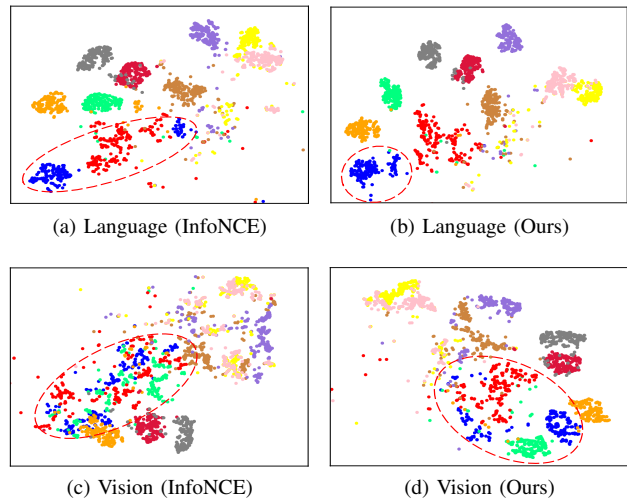 (a) Language (InfoNCE)
(b) Language (Ours)
(c) Vision (InfoNCE)
(d) Vision (Ours)